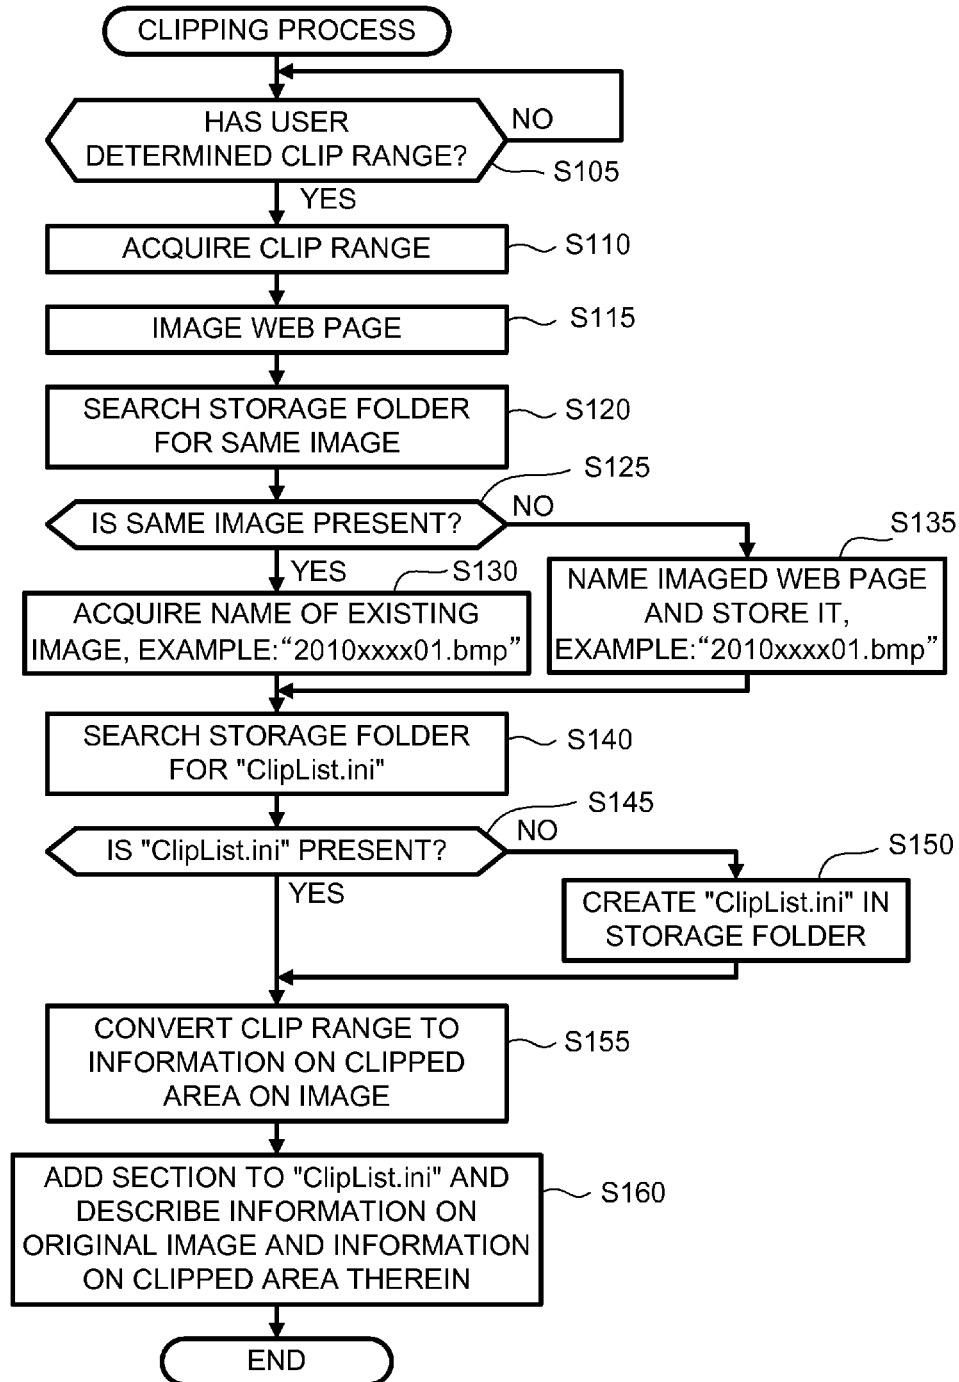 CLIPPING PROCESS
HAS USER
DETERMINED CLIP RANGE?
NO
S105
YES
ACQUIRE CLIP RANGE
S110
IMAGE WEB PAGE
S115
SEARCH STORAGE FOLDER
FOR SAME IMAGE
S120
IS SAME IMAGE PRESENT?
S125
NO
YES
ACQUIRE NAME OF EXISTING
IMAGE, EXAMPLE:“2010xxxx01.bmp”
S130
NAME IMAGED WEB PAGE
AND STORE IT,
EXAMPLE:“2010xxxx01.bmp”
S135
SEARCH STORAGE FOLDER
FOR "ClipList.ini"
S140
IS "ClipList.ini" PRESENT?
S145
NO
YES
CREATE "ClipList.ini" IN
STORAGE FOLDER
S150
CONVERT CLIP RANGE TO
INFORMATION ON CLIPPED
AREA ON IMAGE
S155
ADD SECTION TO "ClipList.ini" AND
DESCRIBE INFORMATION ON
ORIGINAL IMAGE AND INFORMATION
ON CLIPPED AREA THEREIN
S160
END